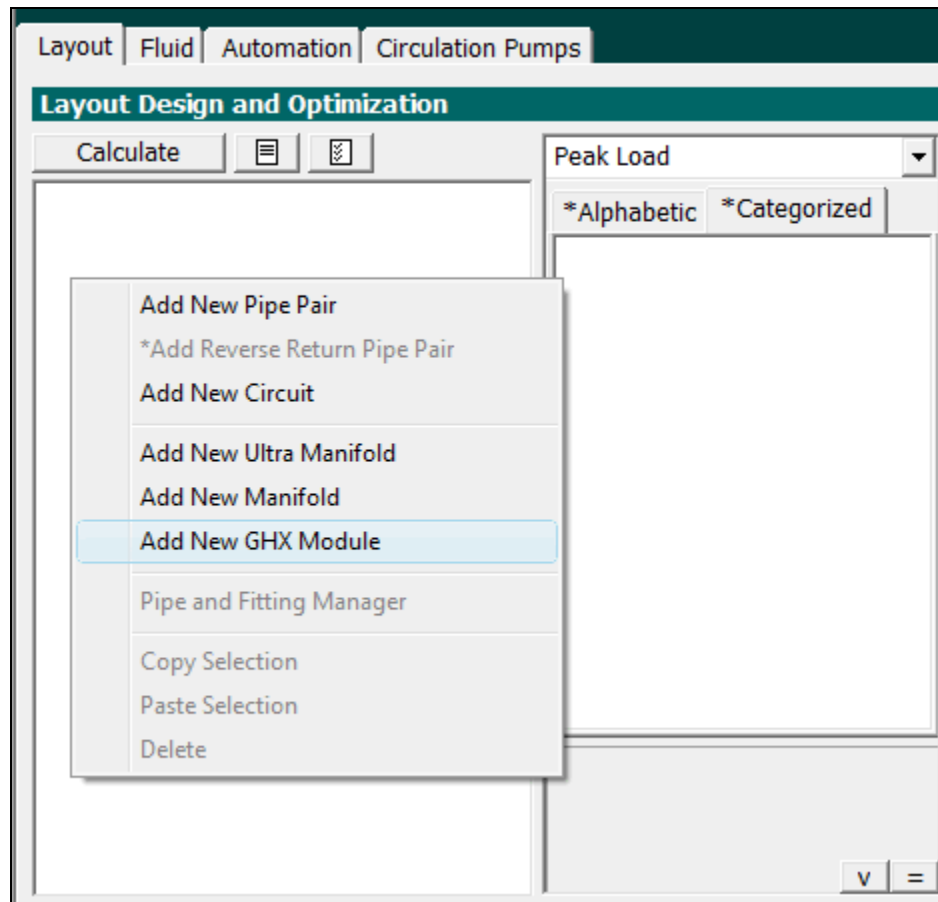 Layout Fluid Automation Circulation Pumps
Layout Design and Optimization
Calculate
Peak Load
*Alphabetic *Categorized
Add New Pipe Pair
*Add Reverse Return Pipe Pair
Add New Circuit
Add New Ultra Manifold
Add New Manifold
Add New GHX Module
Pipe and Fitting Manager
Copy Selection
Paste Selection
Delete
v =